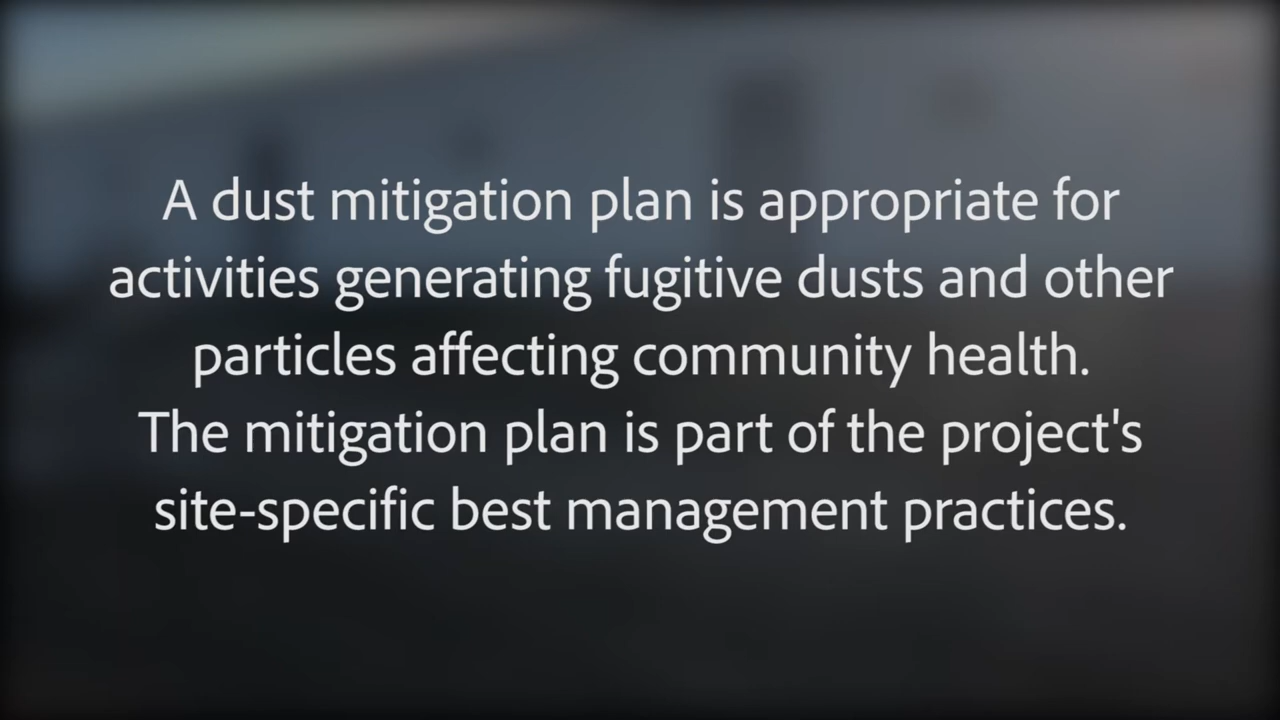 A dust mitigation plan is appropriate for
activities generating fugitive dusts and other
particles affecting community health.
The mitigation plan is part of the project's
site-specific best management practices.